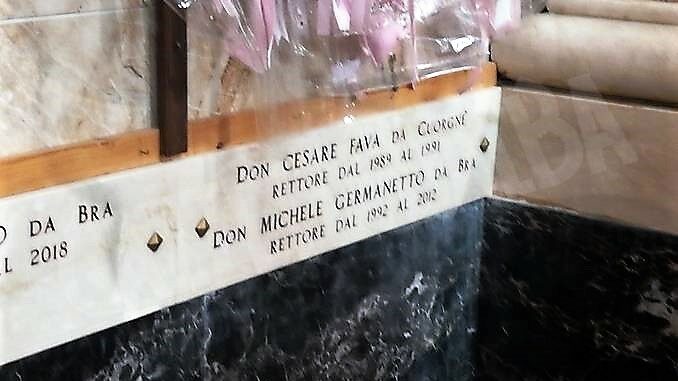 DA BRA
L 2018
DON CESARE FAVA DA CUORGNÈ
RETTORE DAL 1989 AL 1991
DON MICHELE GERMANETTO DA BRA
RETTORE DAL 1992 AL 2012